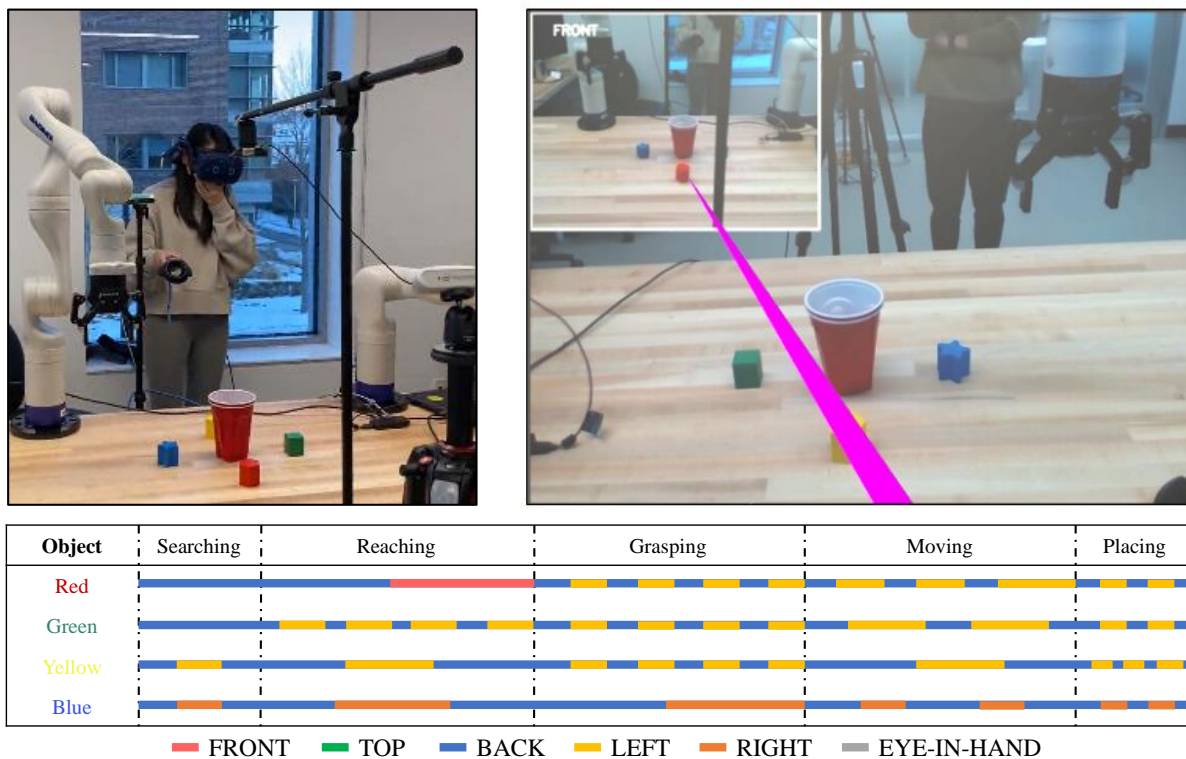 FRONT
Object Searching Reaching Grasping Moving Placing
Red
Green
Yellow
Blue
FRONT TOP BACK LEFT RIGHT EYE-IN-HAND